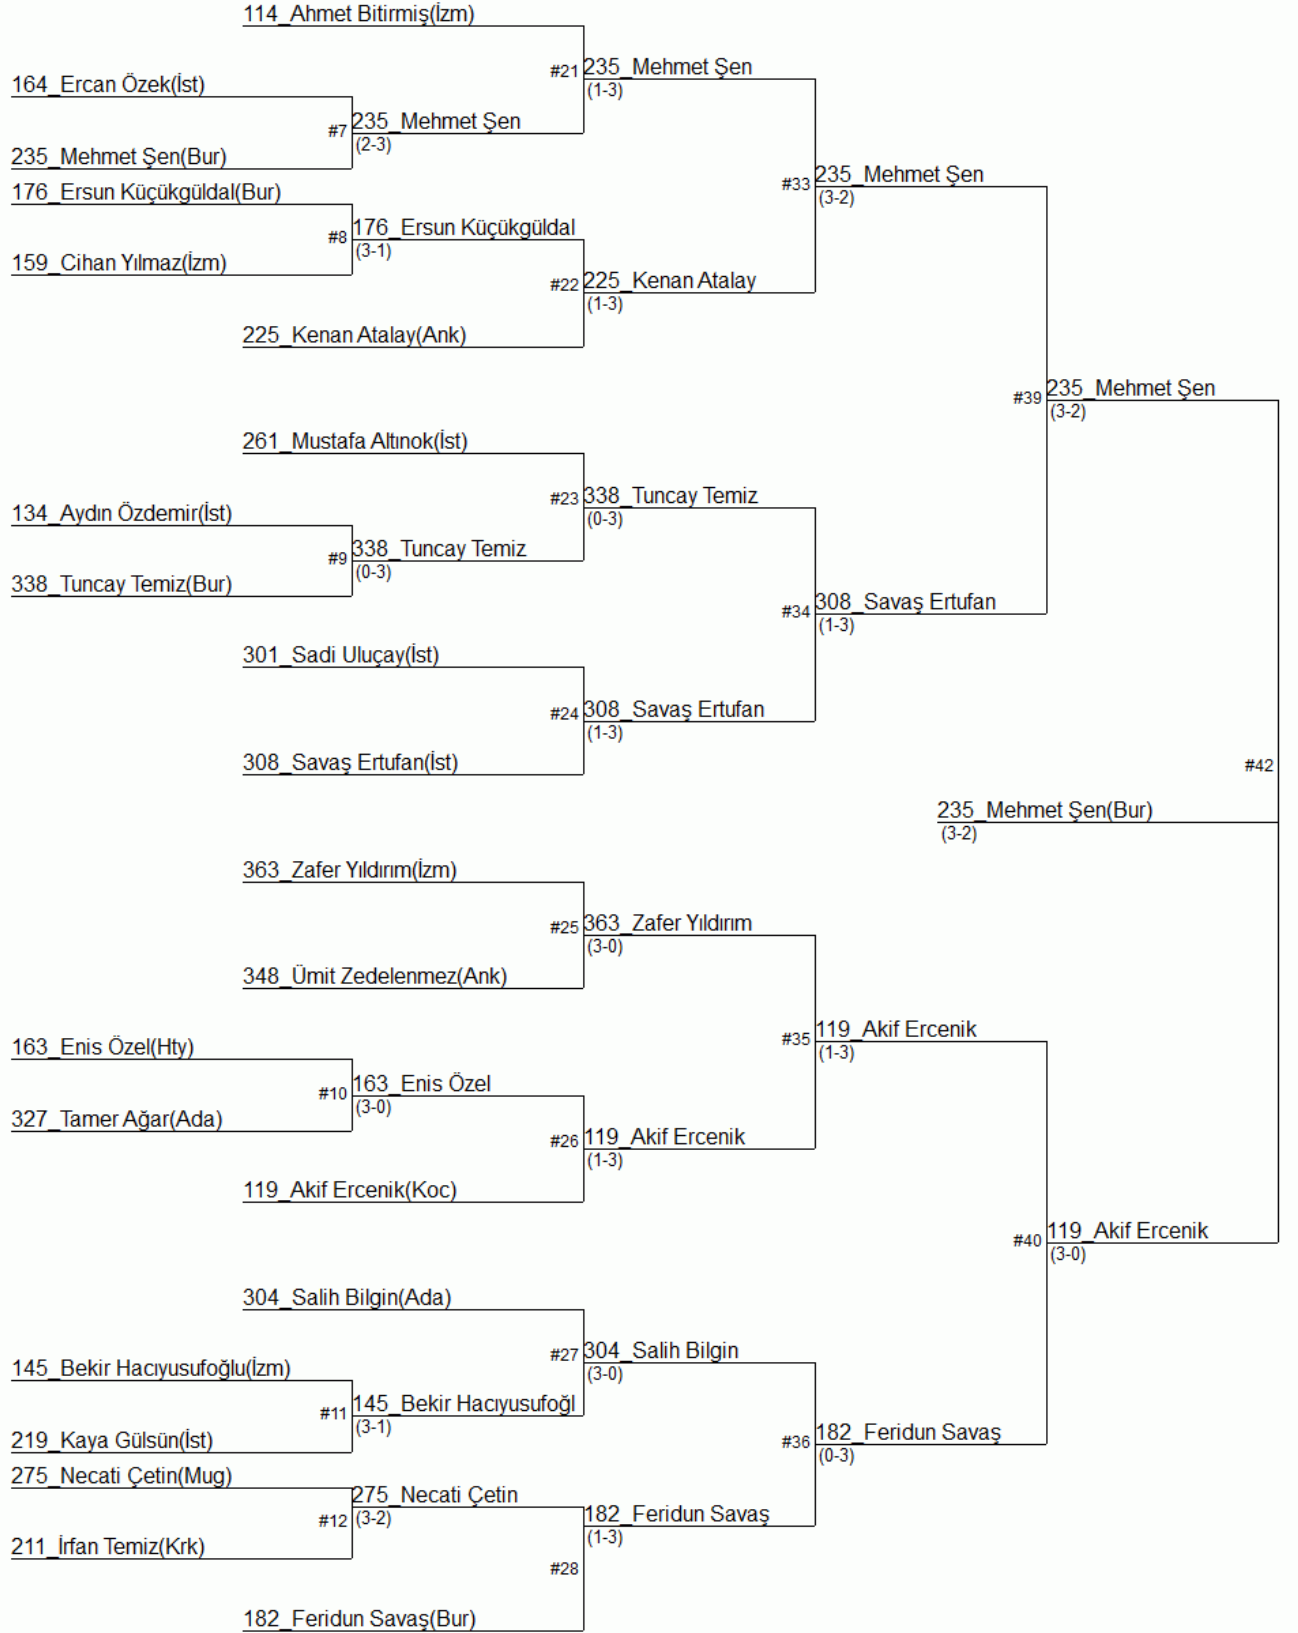 114_Ahmet Bitirmiş(İzm)
#21
235_Mehmet Şen
(1-3)
164_Ercan Özek(İst)
#7
235_Mehmet Şen
(2-3)
235_Mehmet Şen(Bur)
#33
235_Mehmet Şen
(3-2)
176_Ersun Küçükgüldal(Bur)
#8
176_Ersun Küçükgüldal
(3-1)
159_Cihan Yılmaz(İzm)
#22
225_Kenan Atalay
(1-3)
225_Kenan Atalay(Ank)
#39
235_Mehmet Şen
(3-2)
261_Mustafa Altınok(İst)
#23
338_Tuncay Temiz
(0-3)
134_Aydın Özdemir(İst)
#9
338_Tuncay Temiz
(0-3)
338_Tuncay Temiz(Bur)
#34
308_Savaş Ertufan
(1-3)
301_Sadi Uluçay(İst)
#24
308_Savaş Ertufan
(1-3)
308_Savaş Ertufan(İst)
#42
235_Mehmet Şen(Bur)
(3-2)
363_Zafer Yıldırım(İzm)
#25
363_Zafer Yıldırım
(3-0)
348_Ümit Zedelenmez(Ank)
#35
119_Akif Ercenik
(1-3)
163_Enis Özel(Hty)
#10
163_Enis Özel
(3-0)
327_Tamer Ağar(Ada)
#26
119_Akif Ercenik
(1-3)
119_Akif Ercenik(Koc)
#40
119_Akif Ercenik
(3-0)
304_Salih Bilgin(Ada)
#27
304_Salih Bilgin
(3-0)
145_Bekir Hacıyusufoğlu(İzm)
#11
145_Bekir Hacıyusufoğl
(3-1)
219_Kaya Gülsün(İst)
#36
182_Feridun Savaş
(0-3)
275_Necati Çetin(Mug)
#12
275_Necati Çetin
(3-2)
211_İrfan Temiz(Krk)
182_Feridun Savaş
(1-3)
#28
182_Feridun Savaş(Bur)